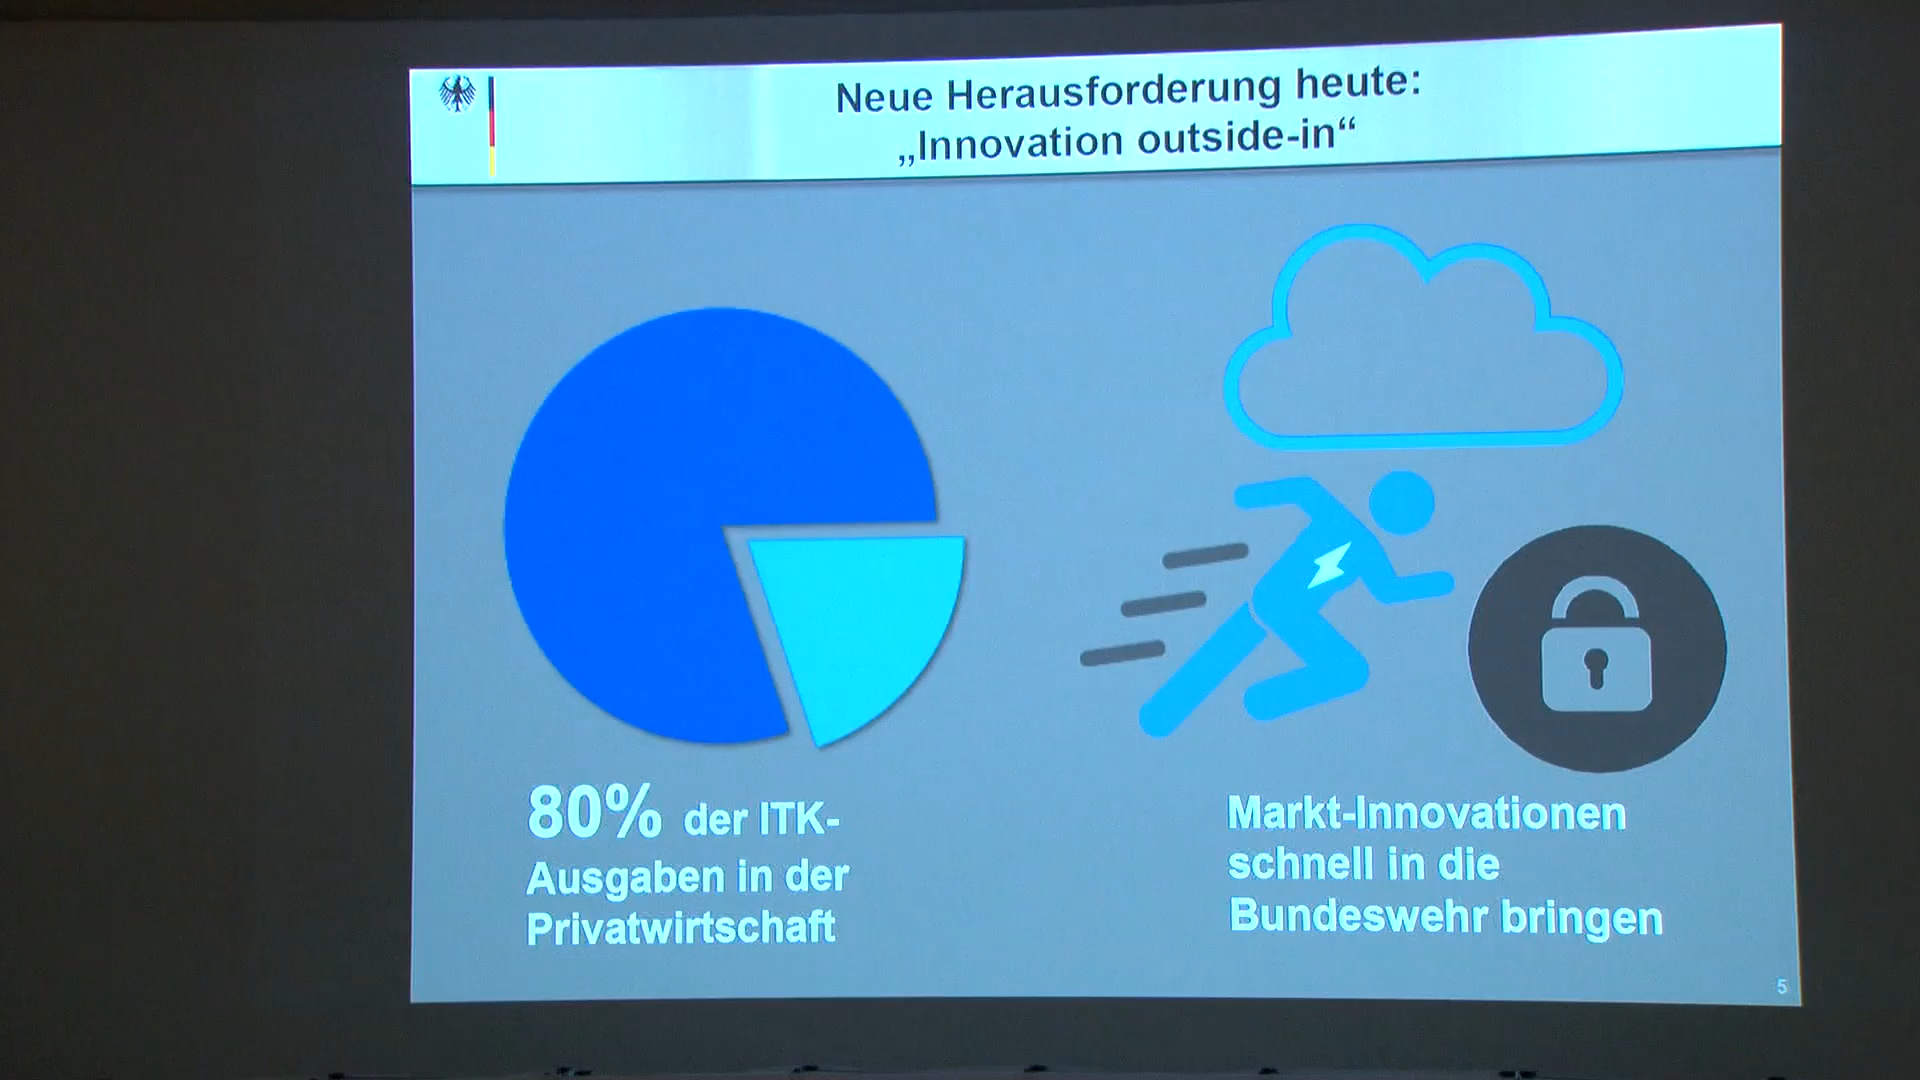 Neue Herausforderung heute:
„Innovation outside-in“
80% der ITK-
Ausgaben in der
Privatwirtschaft
Markt-Innovationen
schnell in die
Bundeswehr bringen
5